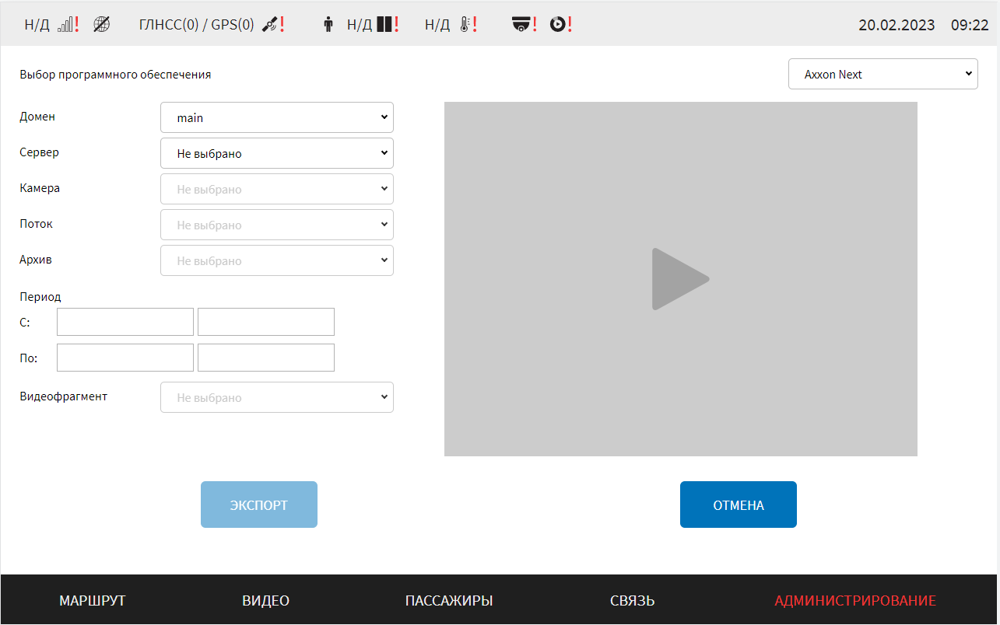 Н/Д ! ГЛНСС(0) / GPS(0) ! Н/Д ! Н/Д ! ! ! 20.02.2023 09:22
Выбор программного обеспечения Axxon Next
Домен main
Сервер Не выбрано
Камера Не выбрано
Поток Не выбрано
Архив Не выбрано
Период
С:
По:
Видеофрагмент Не выбрано
ЭКСПОРТ ОТМЕНА
МАРШРУТ ВИДЕО ПАССАЖИРЫ СВЯЗЬ АДМИНИСТРИРОВАНИЕ